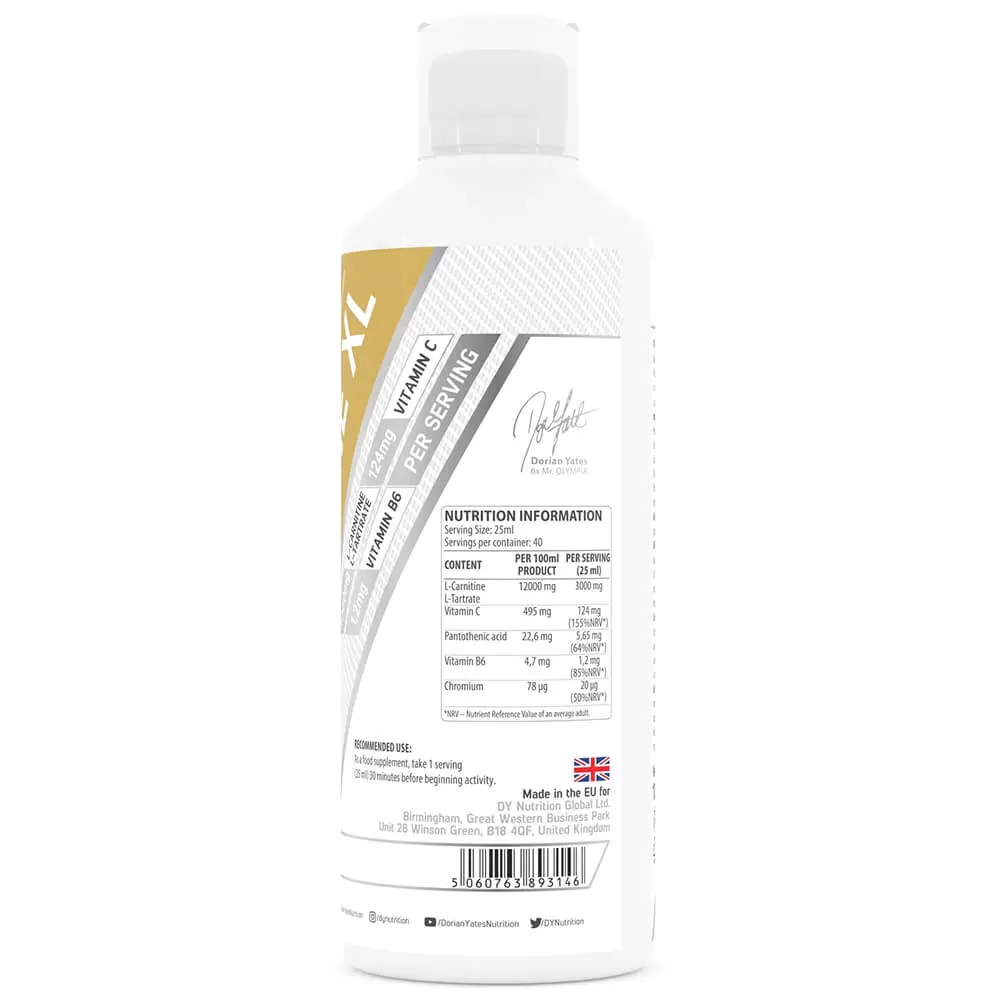 XL
124mg VITAMIN C
L-CARNITINE
L-TARTRATE
1,2mg VITAMIN B6
PER SERVING
Dorian Yates
6x Mr. OLYMPIA
NUTRITION INFORMATION
Serving Size: 25ml
Servings per container: 40
CONTENT PER 100ml PRODUCT PER SERVING (25 ml)
L-Carnitine L-Tartrate 12000 mg 3000 mg
Vitamin C 495 mg 124 mg (155%NRV*)
Pantothenic acid 22,6 mg 5,65 mg (64%NRV*)
Vitamin B6 4,7 mg 1,2 mg (85%NRV*)
Chromium 78 µg 20 µg (50%NRV*)
*NRV – Nutrient Reference Value of an average adult.
RECOMMENDED USE:
As a food supplement, take 1 serving
(25 ml) 30 minutes before beginning activity.
Made in the EU for
DY Nutrition Global Ltd.
Birmingham, Great Western Business Park
Unit 28 Winson Green, B18 4QF, United Kingdom
5 060763 893146
/dynutrition /DorianYatesNutrition /DYNutrition